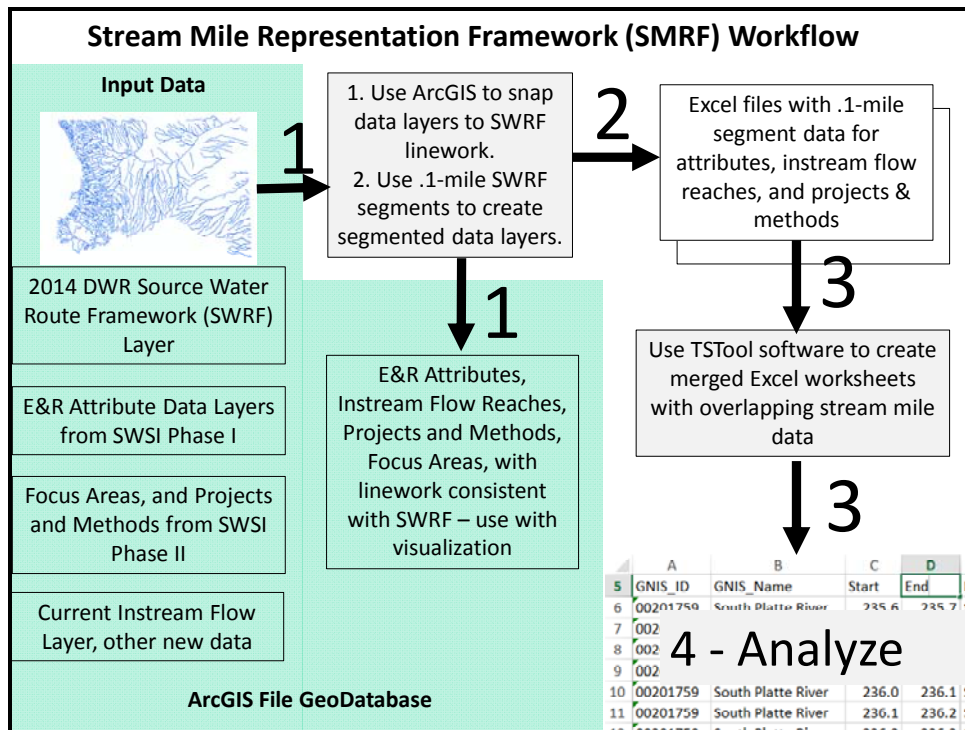 Stream Mile Representation Framework (SMRF) Workflow
Input Data
2014 DWR Source Water
Route Framework (SWRF)
Layer
E&R Attribute Data Layers
from SWSI Phase I
Focus Areas, and Projects
and Methods from SWSI
Phase II
Current Instream Flow
Layer, other new data
ArcGIS File GeoDatabase
1
1. Use ArcGIS to snap
data layers to SWRF
linework.
2. Use .1-mile SWRF
segments to create
segmented data layers.
1
E&R Attributes,
Instream Flow Reaches,
Projects and Methods,
Focus Areas, with
linework consistent
with SWRF – use with
visualization
2
Excel files with .1-mile
segment data for
attributes, instream flow
reaches, and projects &
methods
3
Use TSTool software to create
merged Excel worksheets
with overlapping stream mile
data
3
A B C D
5 GNIS_ID GNIS_Name Start End
6 00201759 South Platte River 235.6 235.7
7 002
8 002
9 002
4 - Analyze
10 00201759 South Platte River 236.0 236.1
11 00201759 South Platte River 236.1 236.2